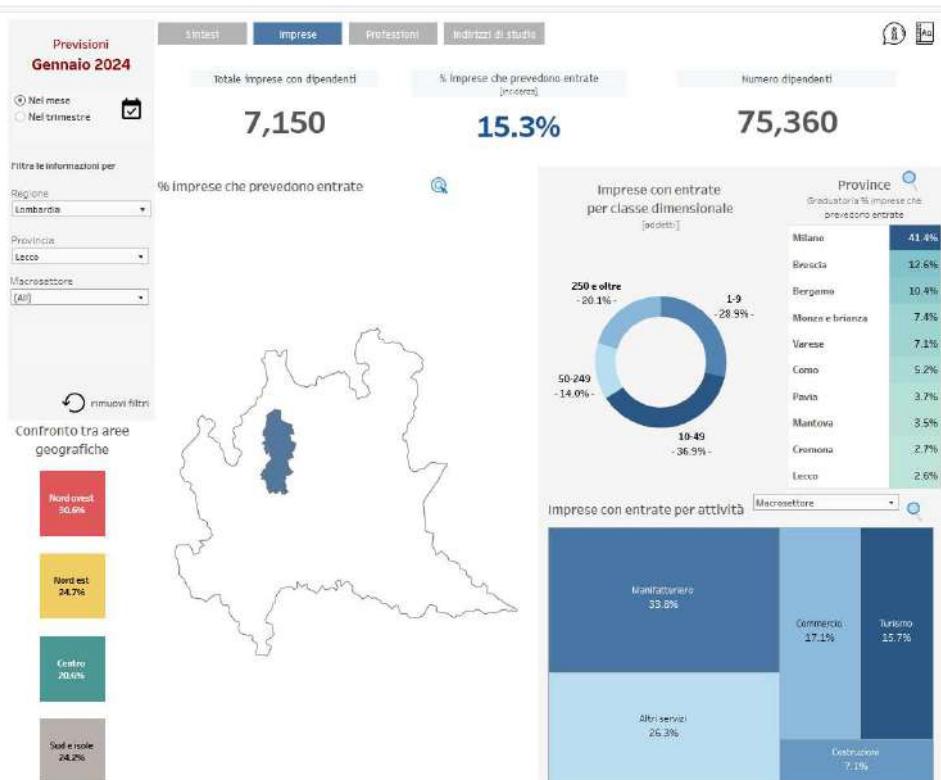 Previsioni
Gennaio 2024
Nel mese
Nel trimestre
Filtra le informazioni per
Regione
Lombardia
Provincia
Lecco
Macrosettore
(All)
rimuovi filtri
Confronto tra aree
geografiche
Nord ovest
30.6%
Nord est
24.7%
Centro
20.6%
Sud e isole
24.2%
Sintesi
Imprese
Professioni
Indirizzi di studio
Totale imprese con dipendenti
7,150
% imprese che prevedono entrate
[incidenza]
15.3%
Numero dipendenti
75,360
% imprese che prevedono entrate
Imprese con entrate
per classe dimensionale
[addetti]
250 e oltre
- 20.1% -
1-9
- 28.9% -
50-249
- 14.0% -
10-49
- 36.9% -
Province
Graduatoria % imprese che
prevedono entrate
Milano 41.4%
Brescia 12.6%
Bergamo 10.4%
Monza e brianza 7.4%
Varese 7.1%
Como 5.2%
Pavia 3.7%
Mantova 3.5%
Cremona 2.7%
Lecco 2.6%
Imprese con entrate per attività
Macrosettore
Manifatturiero
33.8%
Commercio
17.1%
Turismo
15.7%
Altri servizi
26.3%
Costruzioni
7.1%